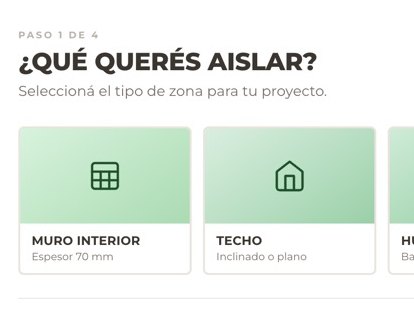 PASO 1 DE 4
¿QUÉ QUERÉS AISLAR?
Seleccioná el tipo de zona para tu proyecto.
MURO INTERIOR
Espesor 70 mm
TECHO
Inclinado o plano